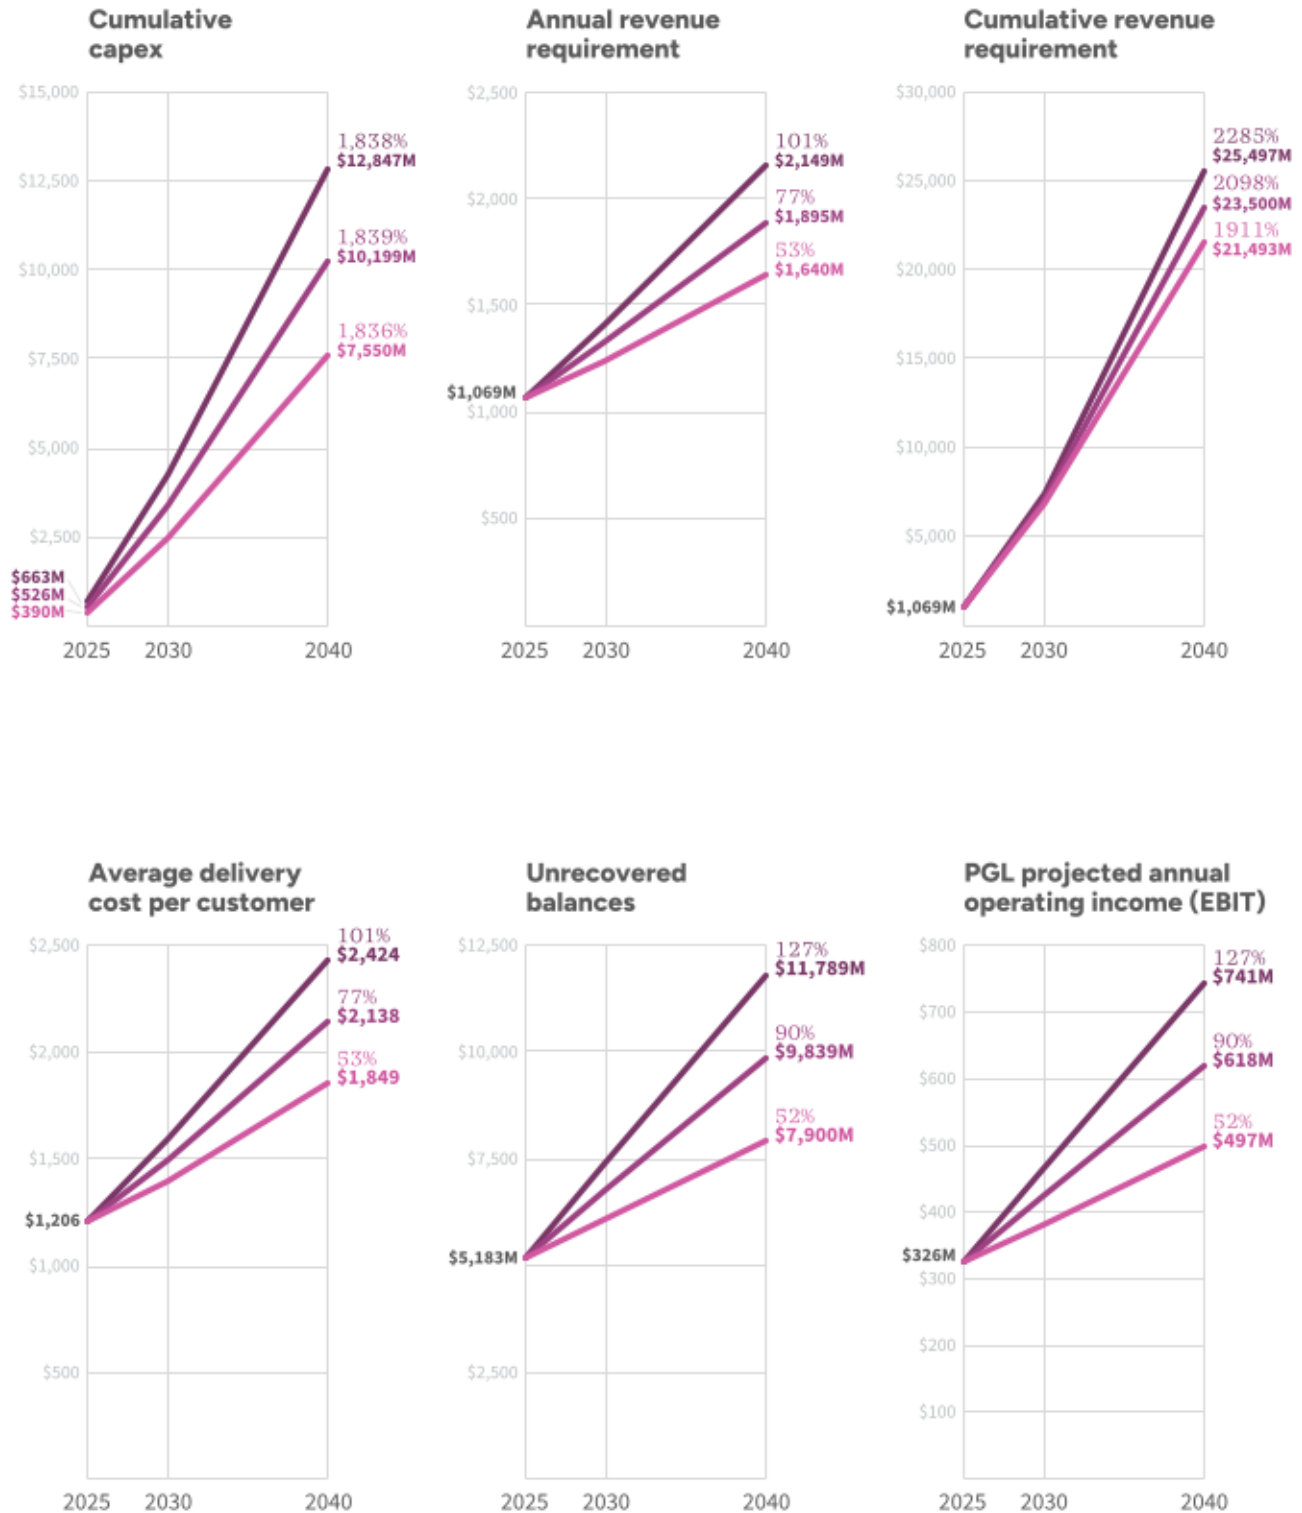 Cumulative
capex
$15,000
$12,500
$10,000
$7,500
$5,000
$2,500
1,838%
$12,847M
1,839%
$10,199M
1,836%
$7,550M
$663M
$526M
$390M
2025 2030 2040
Annual revenue
requirement
$2,500
$2,000
$1,500
$1,000
$500
101%
$2,149M
77%
$1,895M
53%
$1,640M
$1,069M
2025 2030 2040
Cumulative revenue
requirement
$30,000
$25,000
$20,000
$15,000
$10,000
$5,000
2285%
$25,497M
2098%
$23,500M
1911%
$21,493M
$1,069M
2025 2030 2040
Average delivery
cost per customer
$2,500
$2,000
$1,500
$1,000
$500
101%
$2,424
77%
$2,138
53%
$1,849
$1,206
2025 2030 2040
Unrecovered
balances
$12,500
$10,000
$7,500
$2,500
127%
$11,789M
90%
$9,839M
52%
$7,900M
$5,183M
2025 2030 2040
PGL projected annual
operating income (EBIT)
$800
$700
$600
$500
$400
$300
$200
$100
127%
$741M
90%
$618M
52%
$497M
$326M
2025 2030 2040